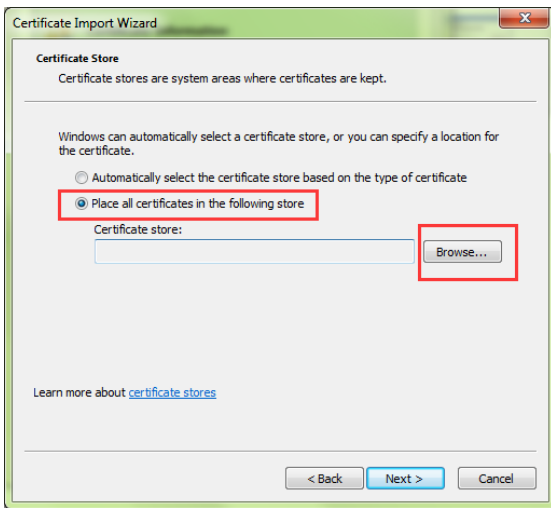 Certificate Import Wizard
Certificate Store
Certificate stores are system areas where certificates are kept.
Windows can automatically select a certificate store, or you can specify a location for
the certificate.
Automatically select the certificate store based on the type of certificate
Place all certificates in the following store
Certificate store:
Browse...
Learn more about certificate stores
< Back Next > Cancel